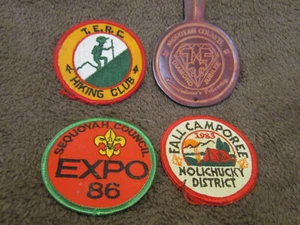 T.E.R.C.
HIKING CLUB
SEQUOYAH COUNCIL
EXPO
86
FALL CAMPOREE
1985
NOLICHUCKY
DISTRICT